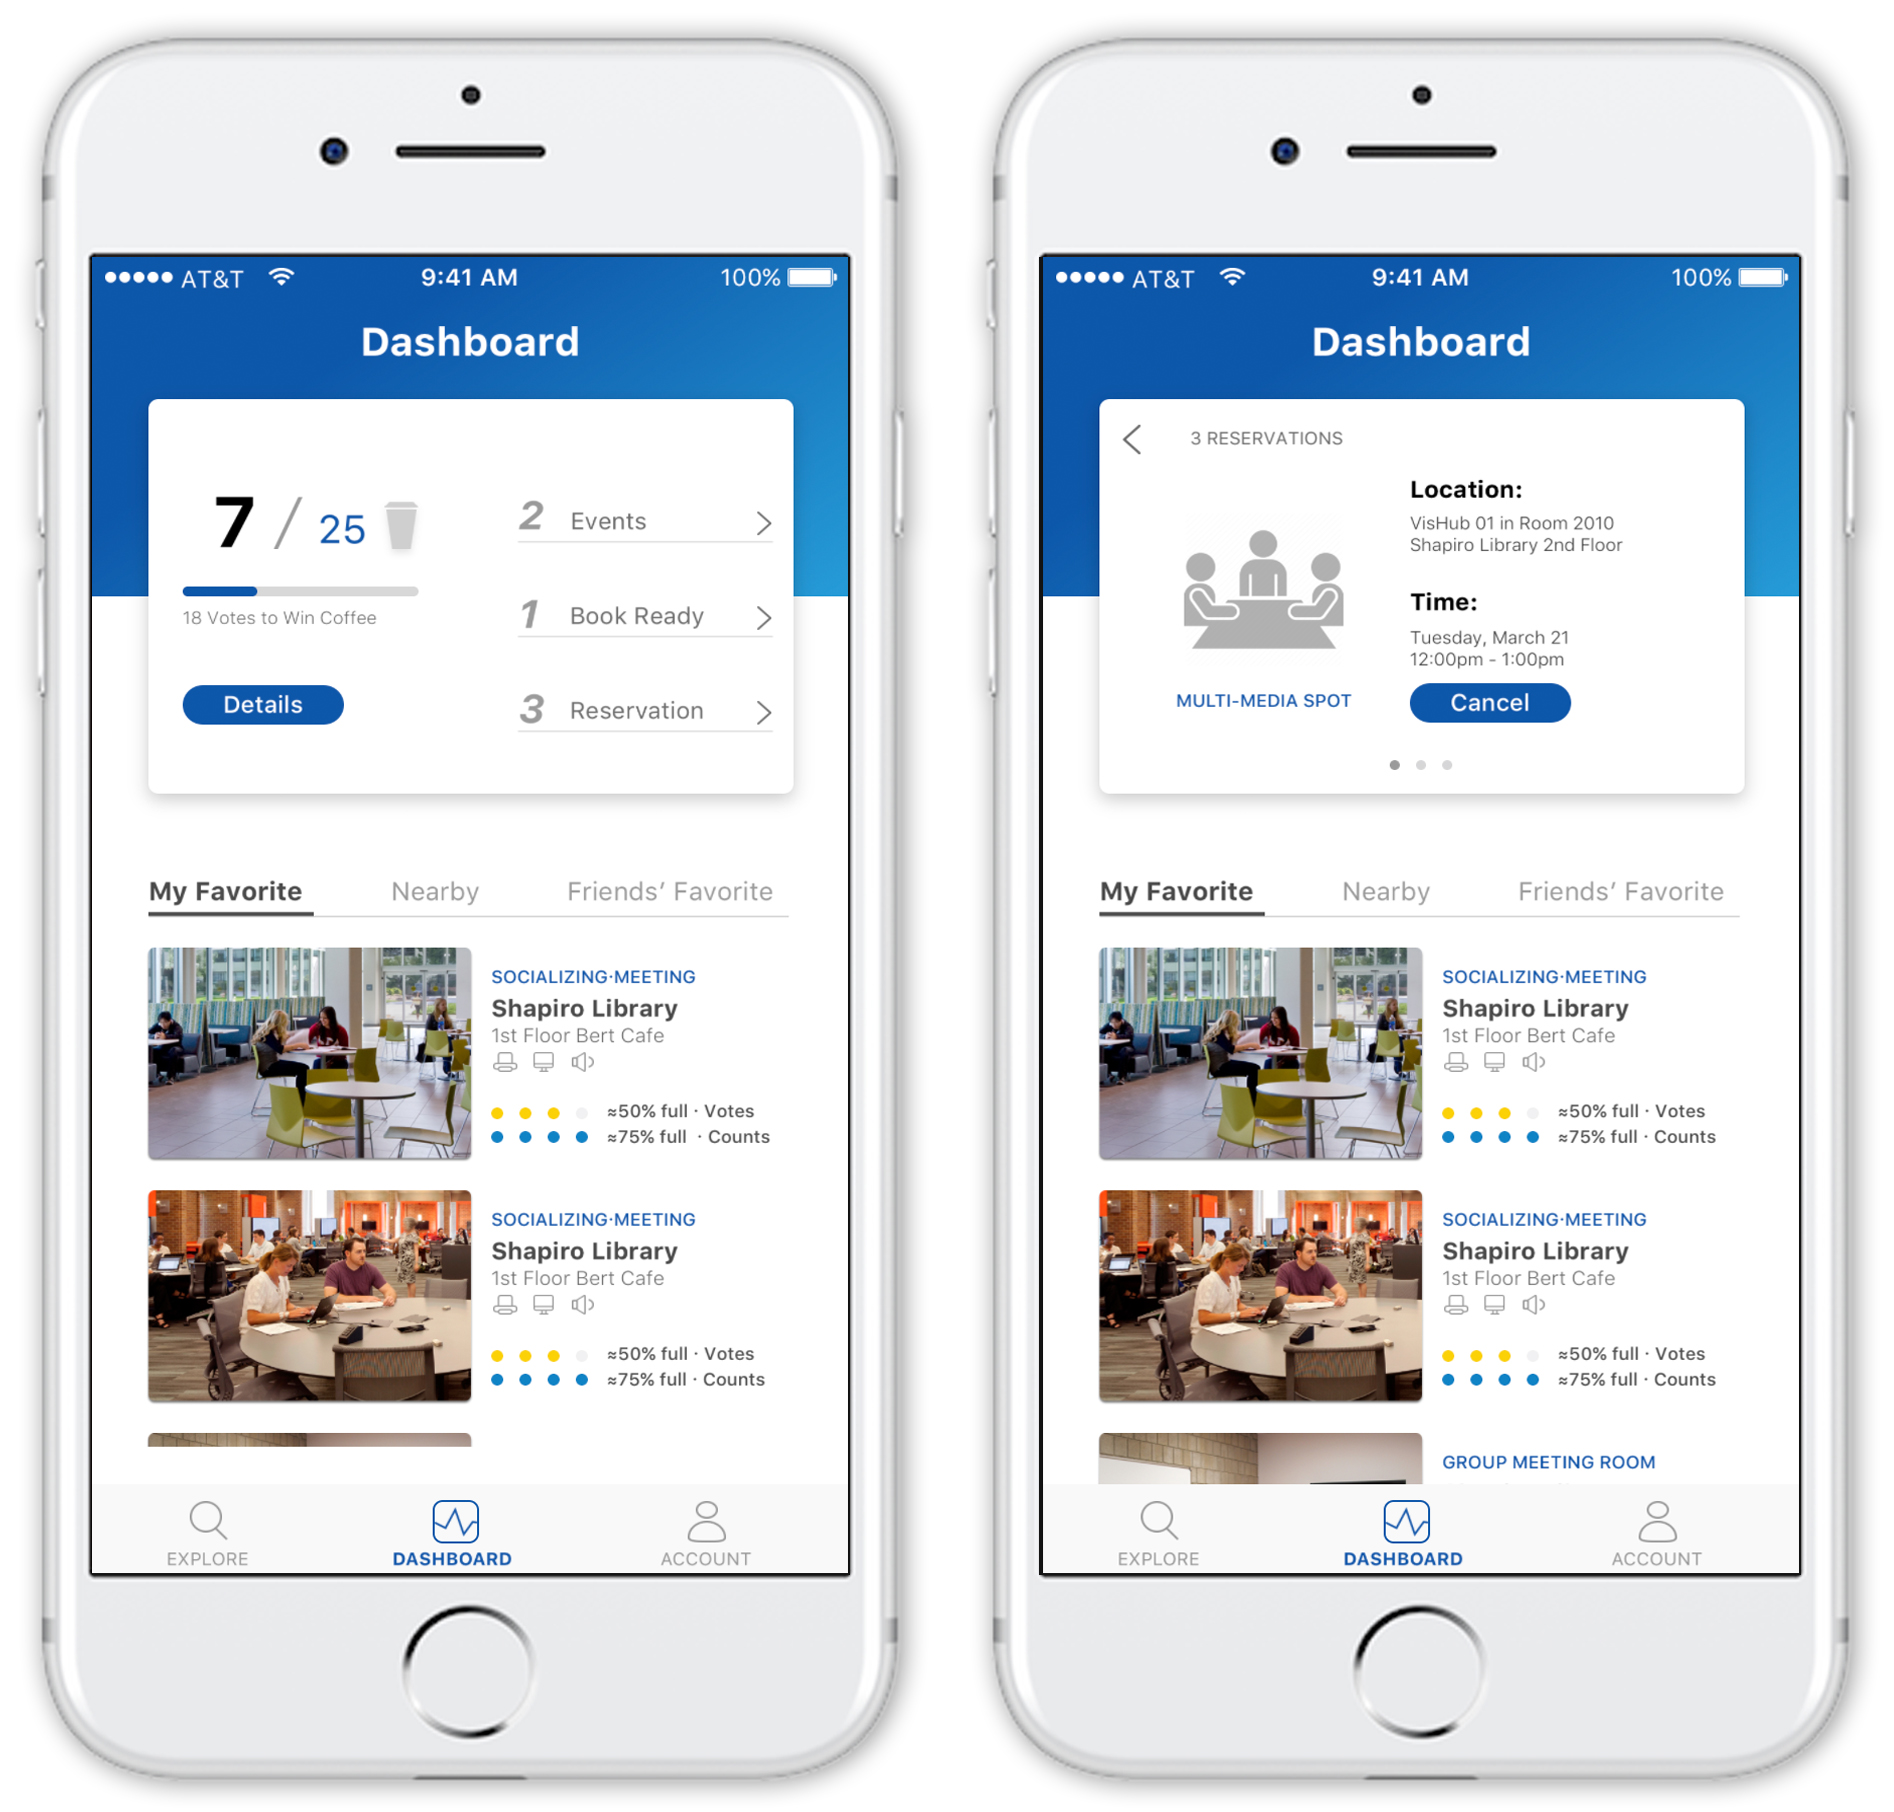 AT&T 9:41 AM 100%
Dashboard
7 / 25
18 Votes to Win Coffee
Details
2 Events
1 Book Ready
3 Reservation
My Favorite Nearby Friends’ Favorite
SOCIALIZING·MEETING
Shapiro Library
1st Floor Bert Cafe
≈50% full · Votes
≈75% full · Counts
SOCIALIZING·MEETING
Shapiro Library
1st Floor Bert Cafe
≈50% full · Votes
≈75% full · Counts
EXPLORE DASHBOARD ACCOUNT
AT&T 9:41 AM 100%
Dashboard
3 RESERVATIONS
MULTI-MEDIA SPOT
Location:
VisHub 01 in Room 2010
Shapiro Library 2nd Floor
Time:
Tuesday, March 21
12:00pm - 1:00pm
Cancel
My Favorite Nearby Friends’ Favorite
SOCIALIZING·MEETING
Shapiro Library
1st Floor Bert Cafe
≈50% full · Votes
≈75% full · Counts
SOCIALIZING·MEETING
Shapiro Library
1st Floor Bert Cafe
≈50% full · Votes
≈75% full · Counts
GROUP MEETING ROOM
EXPLORE DASHBOARD ACCOUNT